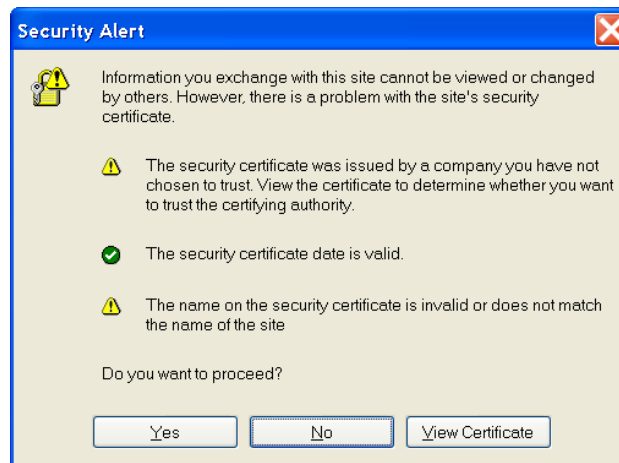 Security Alert
Information you exchange with this site cannot be viewed or changed
by others. However, there is a problem with the site's security
certificate.
The security certificate was issued by a company you have not
chosen to trust. View the certificate to determine whether you want
to trust the certifying authority.
The security certificate date is valid.
The name on the security certificate is invalid or does not match
the name of the site
Do you want to proceed?
Yes No View Certificate